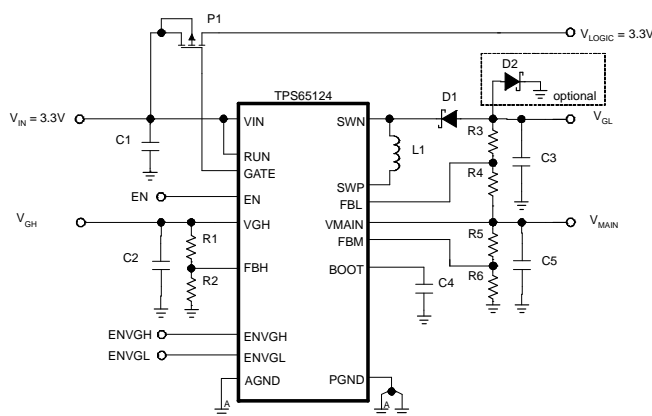 P1
V_LOGIC = 3.3V
D2
optional
TPS65124
D1
V_IN = 3.3V
VIN
SWN
R3
V_GL
C1
L1
C3
RUN
R4
GATE
SWP
EN
EN
FBL
V_GH
VGH
VMAIN
V_MAIN
R1
FBM
R5
C2
FBH
BOOT
C5
R2
C4
R6
ENVGH
ENVGH
ENVGL
ENVGL
AGND
PGND
A
A